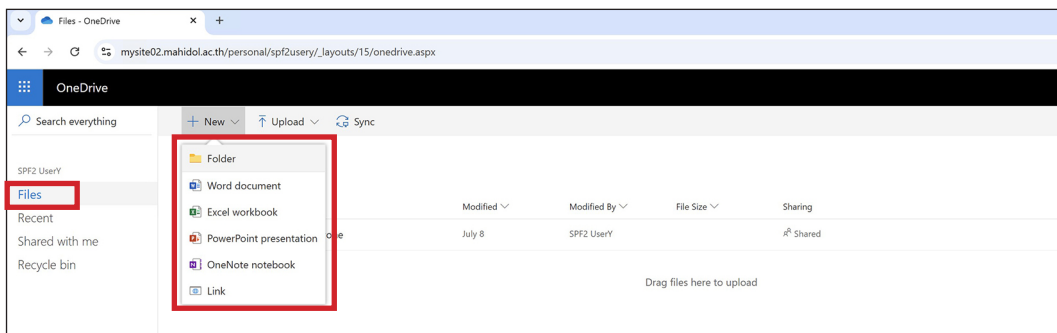 Files - OneDrive
mysite02.mahidol.ac.th/personal/spf2usery/_layouts/15/onedrive.aspx
OneDrive
Search everything
New Upload Sync
SPF2 UserY
Files
Recent
Shared with me
Recycle bin
Folder
Word document
Excel workbook
PowerPoint presentation
OneNote notebook
Link
Modified Modified By File Size Sharing
July 8 SPF2 UserY Shared
Drag files here to upload